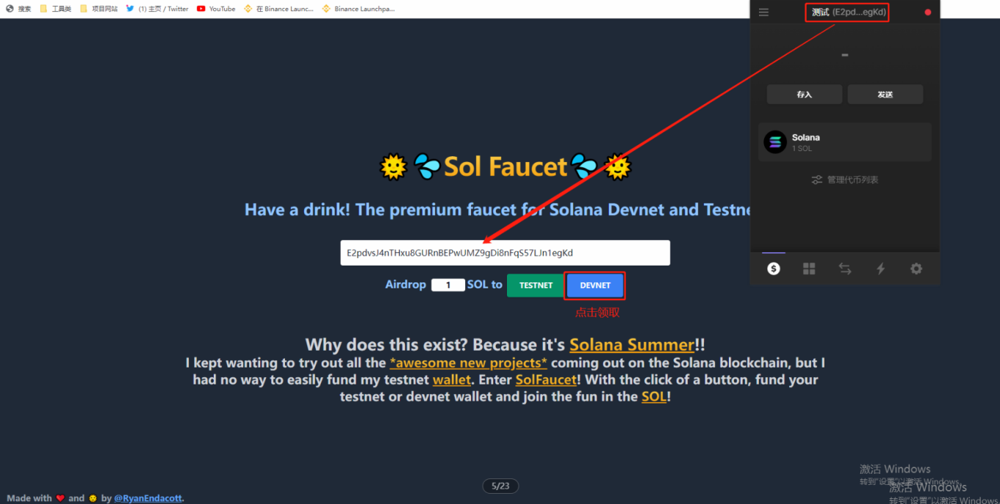 搜索 工具类 项目网站 (1) 主页 / Twitter YouTube 在 Binance Launc... Binance Launchpa...
测试 (E2pd...egKd)
-
存入 发送
Solana
1 SOL
管理代币列表
Sol Faucet
Have a drink! The premium faucet for Solana Devnet and Testne
E2pdvsJ4nTHxu8GURnBEPwUMZ9gDi8nFqS57LJn1egKd
Airdrop 1 SOL to TESTNET DEVNET
点击领取
Why does this exist? Because it's Solana Summer!!
I kept wanting to try out all the *awesome new projects* coming out on the Solana blockchain, but I
had no way to easily fund my testnet wallet. Enter SolFaucet! With the click of a button, fund your
testnet or devnet wallet and join the fun in the SOL!
5/23
激活 Windows
转到"设置"以激活 Windows。
激活 Windows
转到"设置"以激活 Windows
Made with ❤️ and 🌞 by @RyanEndacott.